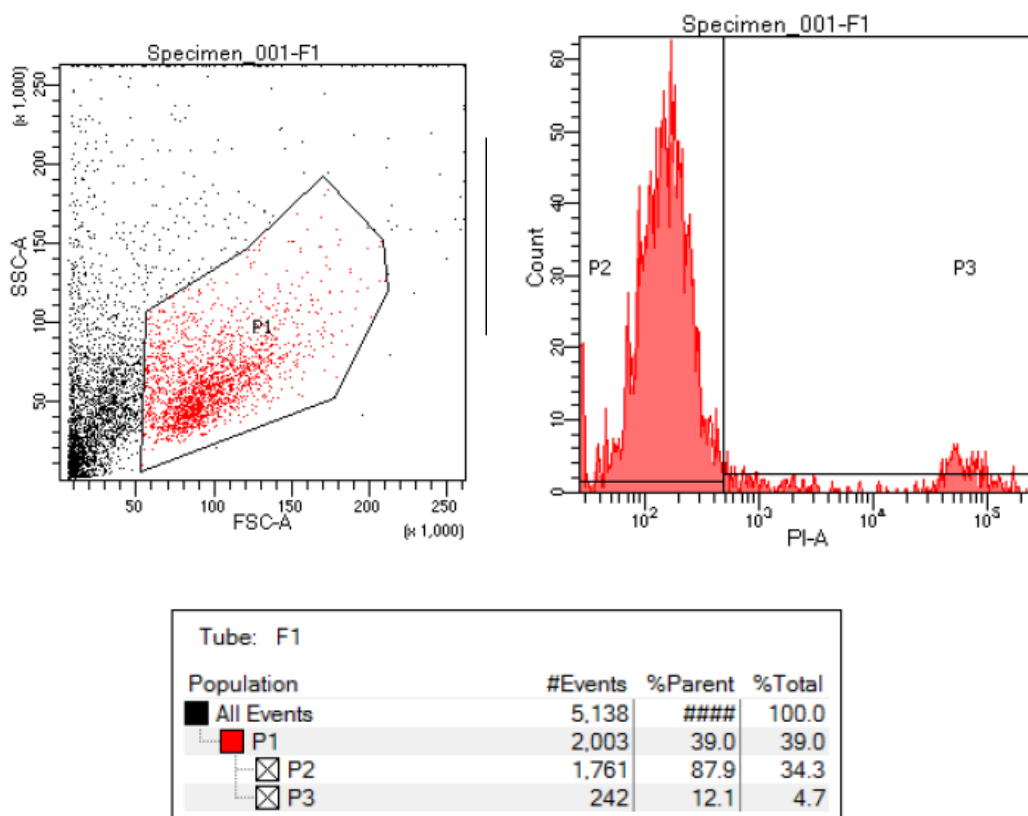 Specimen_001-F1
(x 1,000)
250
200
150
100
50
SSC-A
P1
50 100 150 200 250
FSC-A
(x 1,000)
Specimen_001-F1
60
50
40
30
20
10
0
Count
P2
P3
10² 10³ 10⁴ 10⁵
PI-A
Tube: F1
Population #Events %Parent %Total
All Events 5,138 #### 100.0
P1 2,003 39.0 39.0
P2 1,761 87.9 34.3
P3 242 12.1 4.7